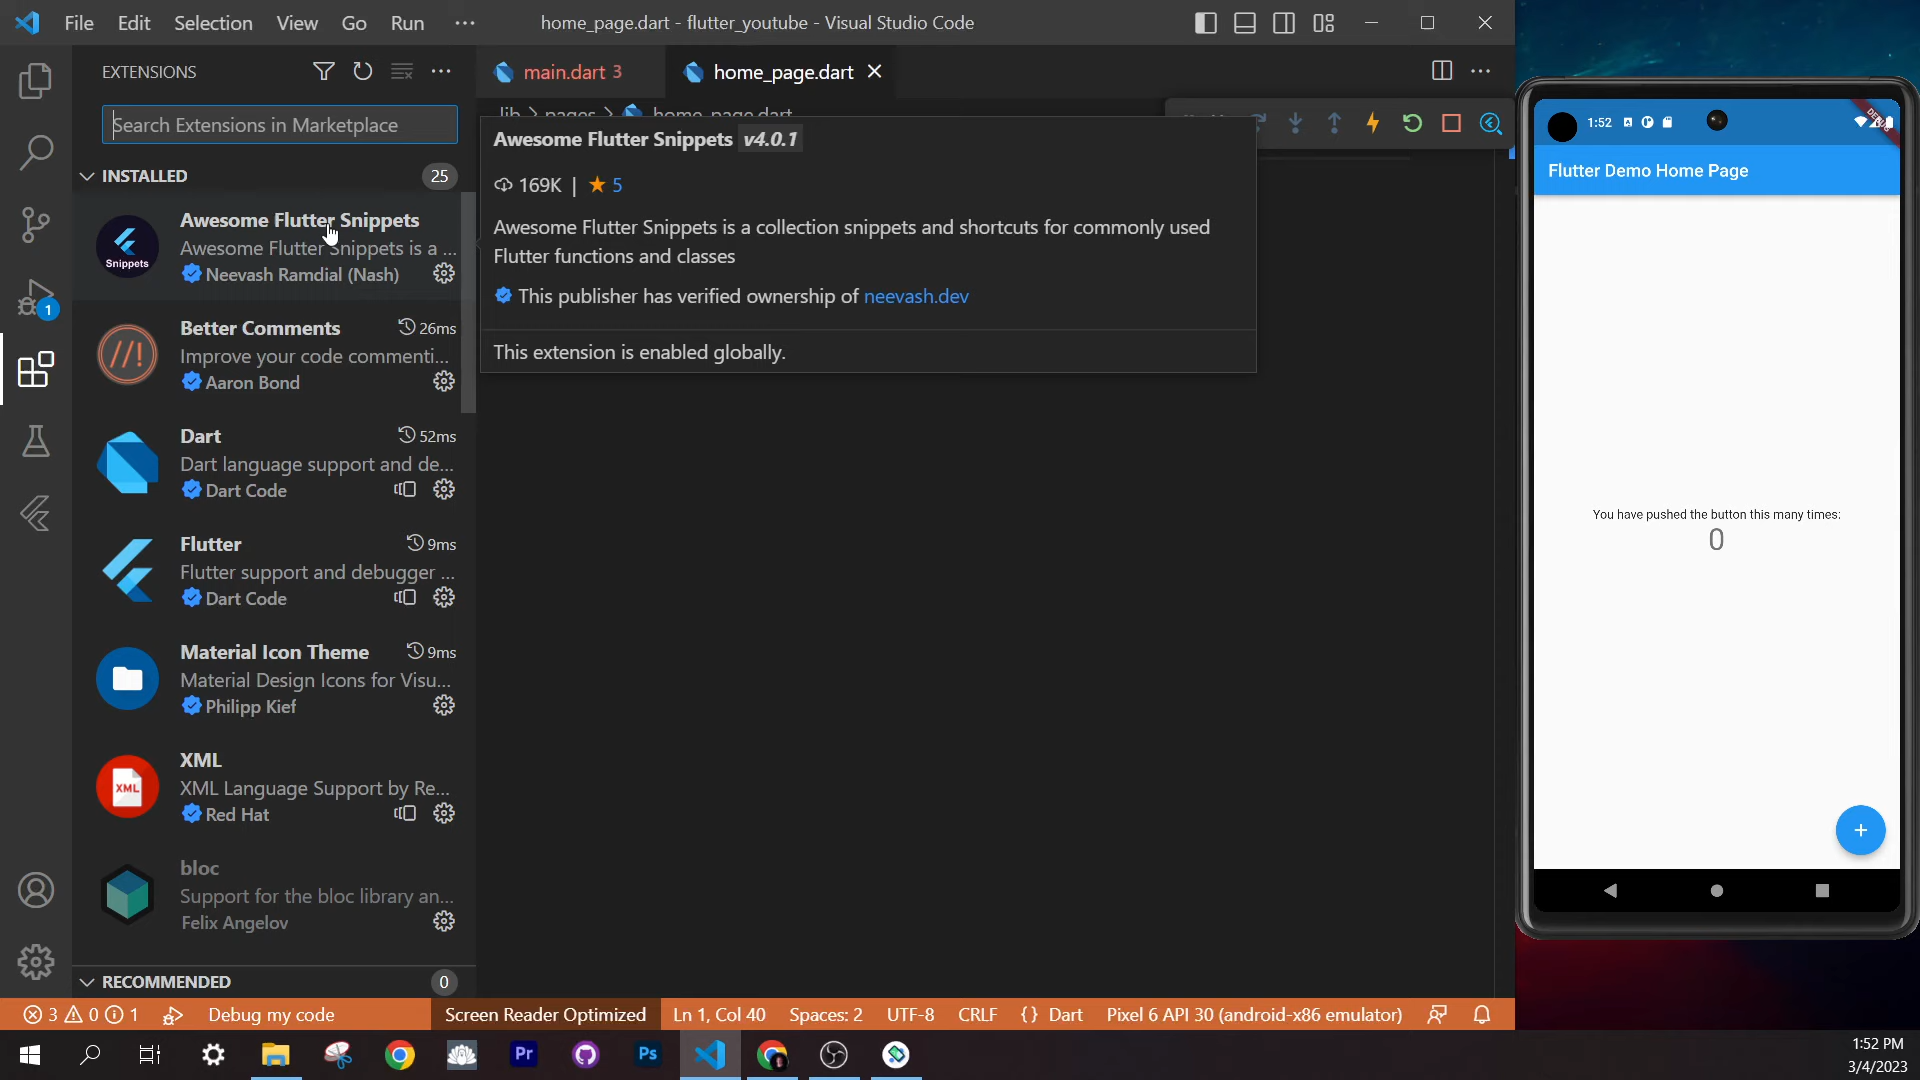 File Edit Selection View Go Run ···
home_page.dart - flutter_youtube - Visual Studio Code
EXTENSIONS
main.dart 3
home_page.dart
Search Extensions in Marketplace
lib > pages > home_page.dart
INSTALLED 25
Awesome Flutter Snippets
Awesome Flutter Snippets is a ...
Neevash Ramdial (Nash)
Snippets
Better Comments 26ms
Improve your code commenti...
Aaron Bond
//!
Dart 52ms
Dart language support and de...
Dart Code
Flutter 9ms
Flutter support and debugger ...
Dart Code
Material Icon Theme 9ms
Material Design Icons for Visu...
Philipp Kief
XML
XML Language Support by Re...
Red Hat
XML
bloc
Support for the bloc library an...
Felix Angelov
RECOMMENDED 0
1
Awesome Flutter Snippets v4.0.1
169K | 5
Awesome Flutter Snippets is a collection snippets and shortcuts for commonly used
Flutter functions and classes
This publisher has verified ownership of neevash.dev
This extension is enabled globally.
1:52
DEBUG
Flutter Demo Home Page
You have pushed the button this many times:
0
+
3 0 1 Debug my code Screen Reader Optimized Ln 1, Col 40 Spaces: 2 UTF-8 CRLF {} Dart Pixel 6 API 30 (android-x86 emulator)
Pr Ps
1:52 PM
3/4/2023